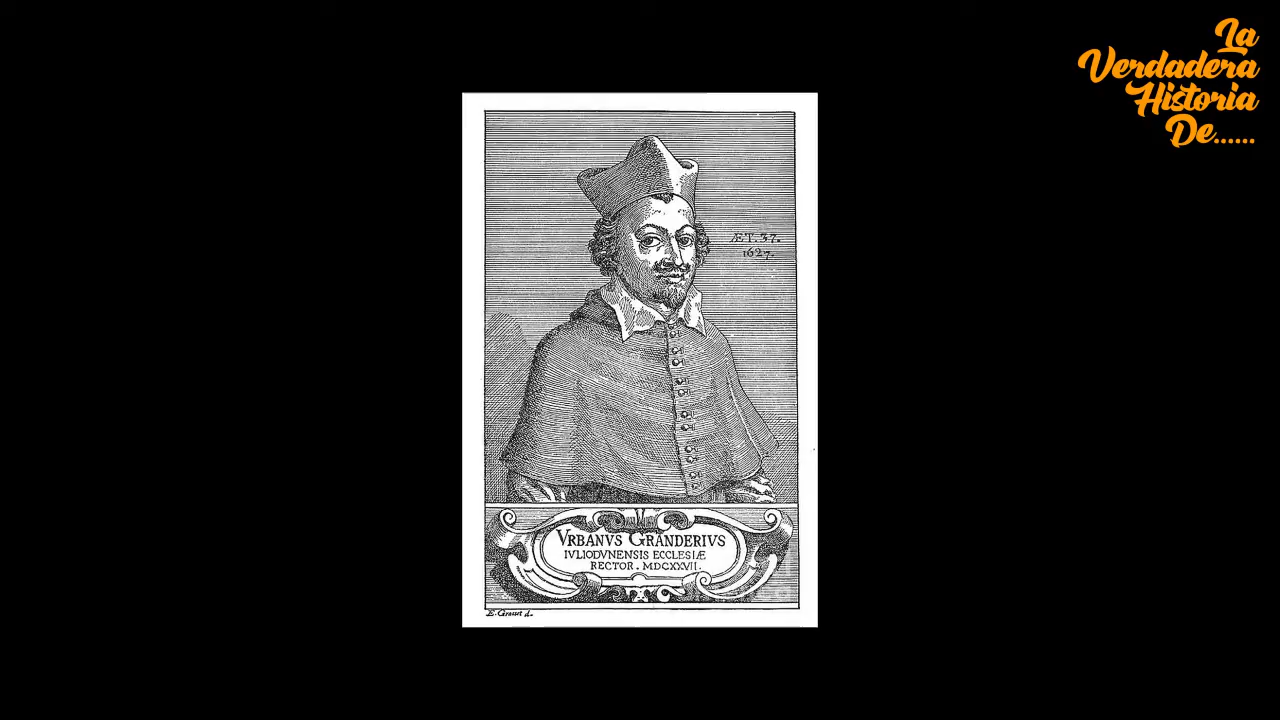 La
Verdadera
Historia
De......
ÆT. 37.
1627.
VRBANVS GRANDERIVS
IVLIODVNENSIS ECCLESIÆ
RECTOR . MDCXXVII.